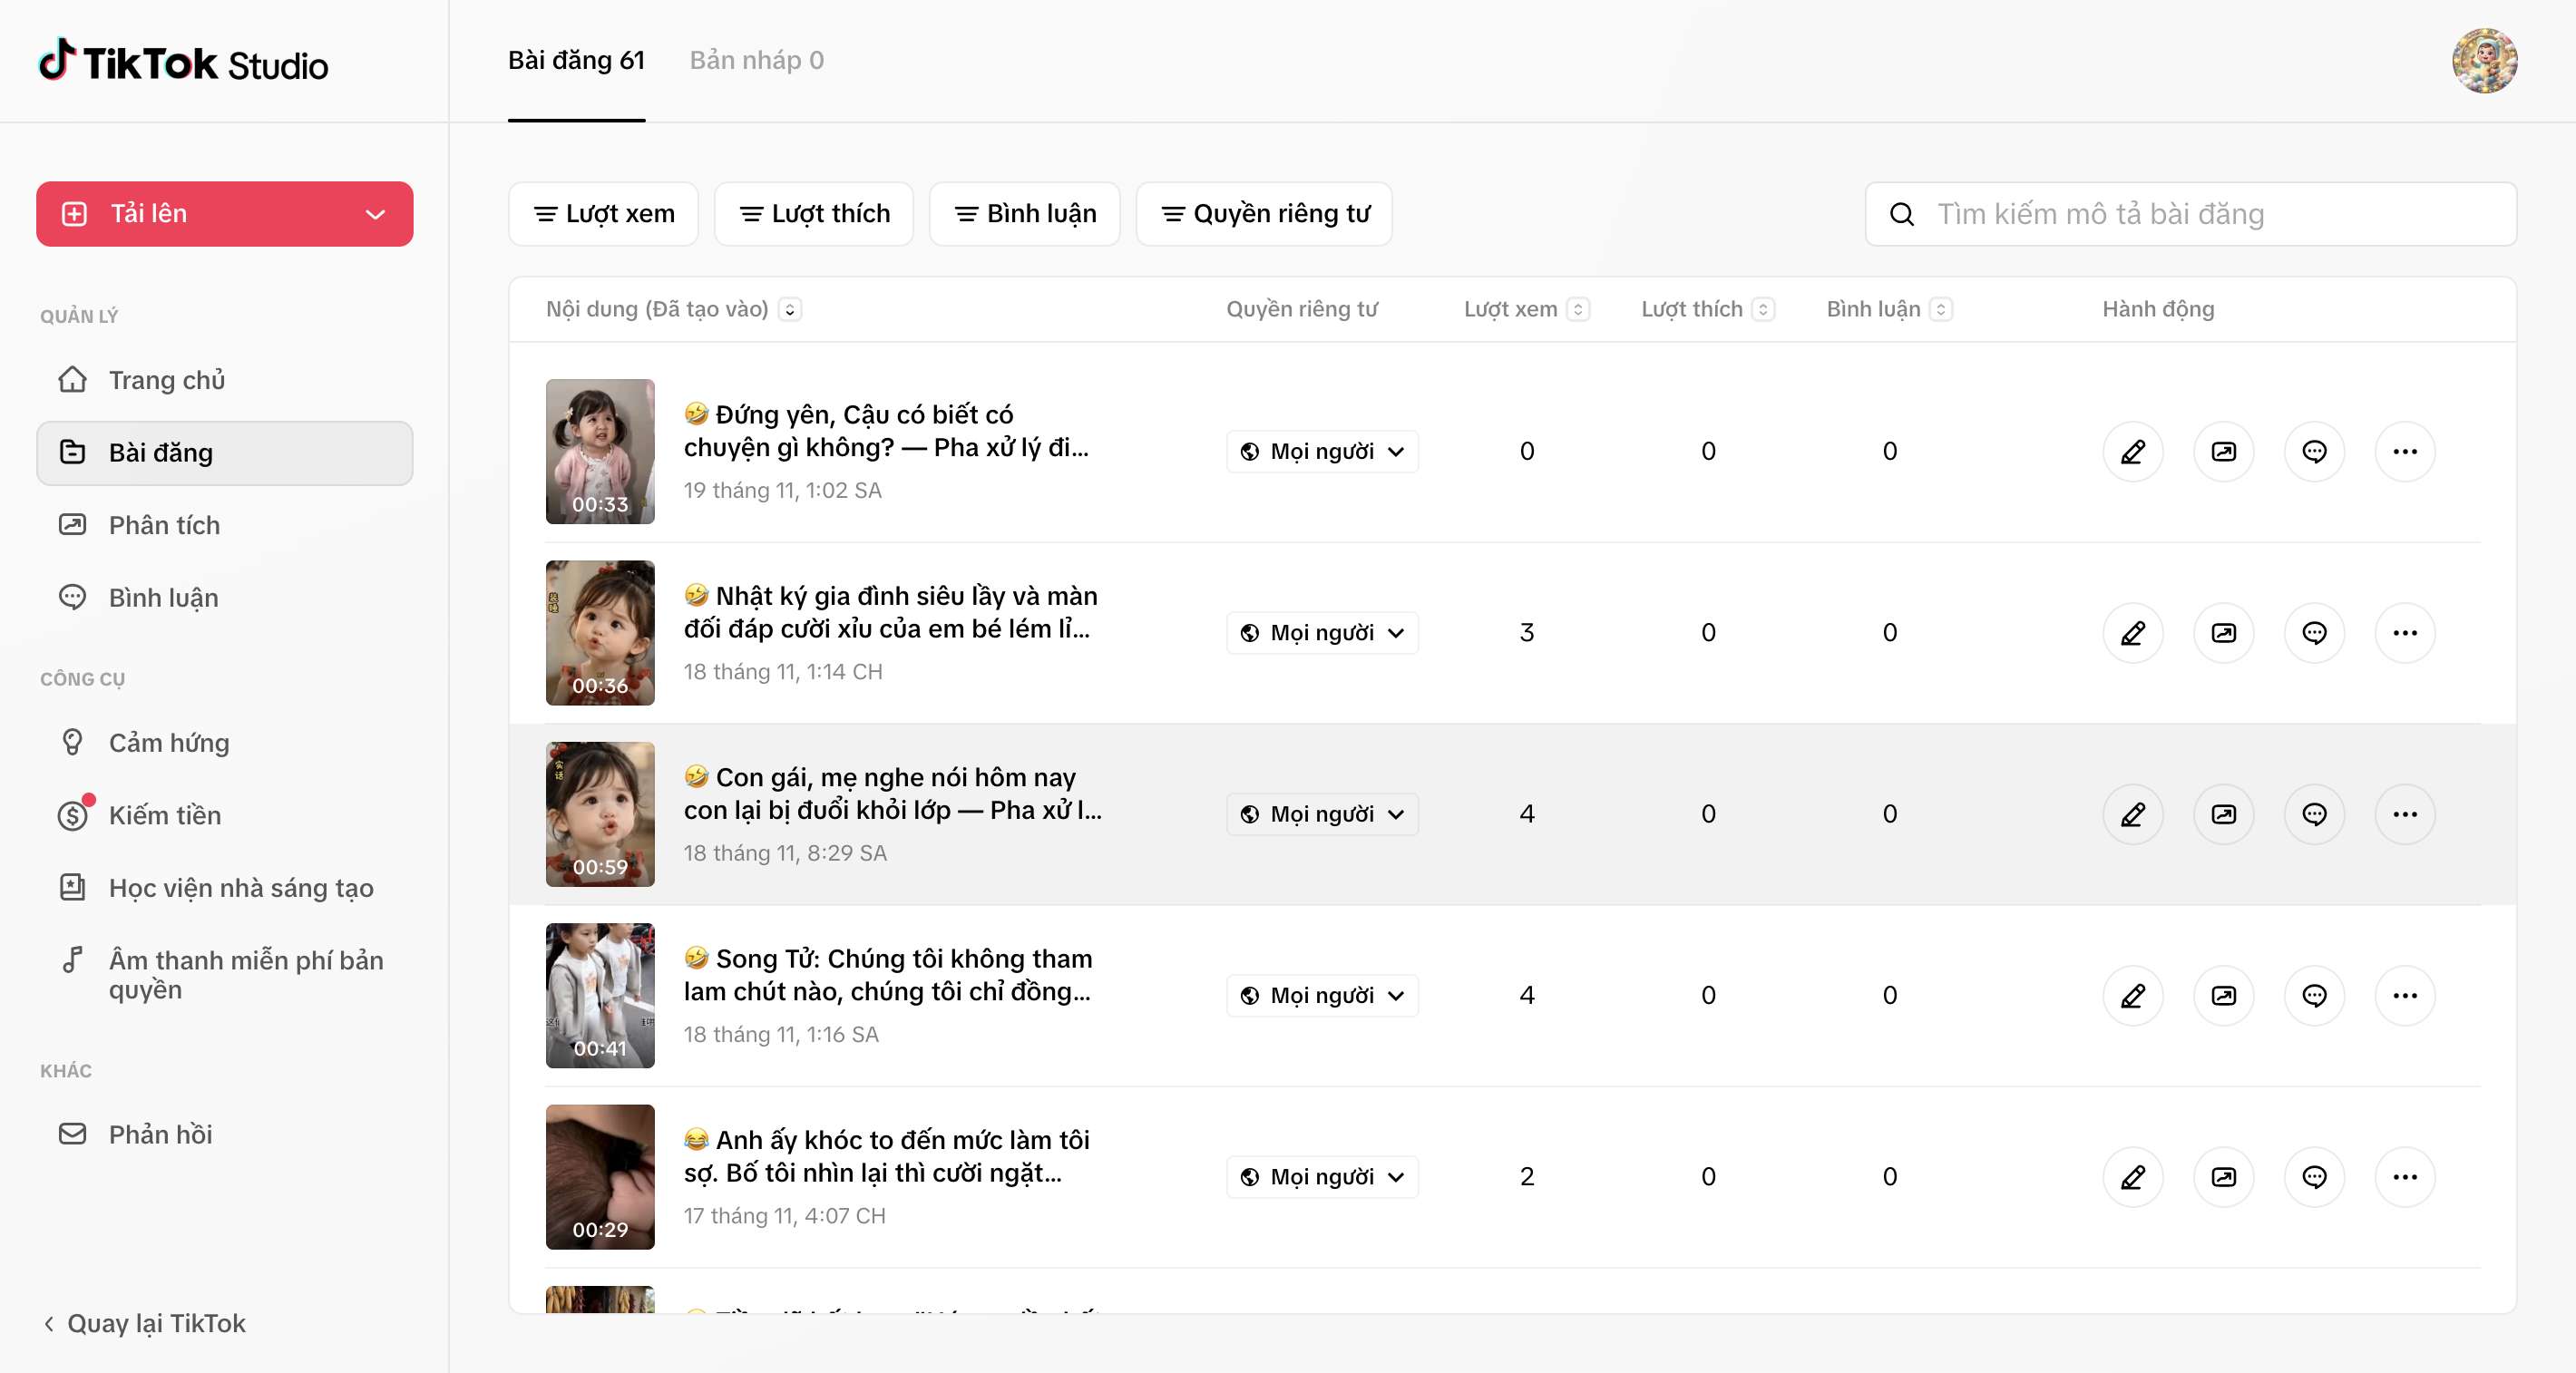 TikTok Studio
Bài đăng 61
Bản nháp 0
Tải lên
QUẢN LÝ
Trang chủ
Bài đăng
Phân tích
Bình luận
CÔNG CỤ
Cảm hứng
Kiếm tiền
Học viện nhà sáng tạo
Âm thanh miễn phí bản
quyền
KHÁC
Phản hồi
Quay lại TikTok
Lượt xem
Lượt thích
Bình luận
Quyền riêng tư
Tìm kiếm mô tả bài đăng
Nội dung (Đã tạo vào)
Quyền riêng tư
Lượt xem
Lượt thích
Bình luận
Hành động
00:33
🤣 Đứng yên, Cậu có biết có
chuyện gì không? — Pha xử lý đi...
19 tháng 11, 1:02 SA
Mọi người
0
0
0
00:36
🤣 Nhật ký gia đình siêu lầy và màn
đối đáp cười xỉu của em bé lém lỉ...
18 tháng 11, 1:14 CH
Mọi người
3
0
0
实话
00:59
🤣 Con gái, mẹ nghe nói hôm nay
con lại bị đuổi khỏi lớp — Pha xử l...
18 tháng 11, 8:29 SA
Mọi người
4
0
0
00:41
🤣 Song Tử: Chúng tôi không tham
lam chút nào, chúng tôi chỉ đồng...
18 tháng 11, 1:16 SA
Mọi người
4
0
0
00:29
😂 Anh ấy khóc to đến mức làm tôi
sợ. Bố tôi nhìn lại thì cười ngặt...
17 tháng 11, 4:07 CH
Mọi người
2
0
0